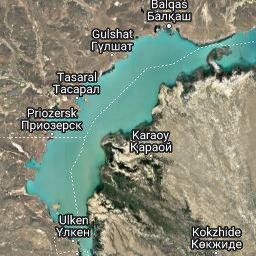 Balqas
Балқаш
Gulshat
Гүлшат
Tasaral
Тасарал
Priozersk
Приозерск
Karaoy
Қараой
Ulken
Үлкен
Kokzhide
Көкжиде